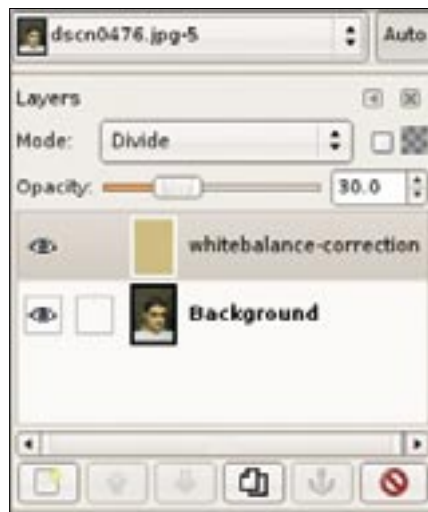 dscn0476.jpg-5 Auto
Layers
Mode: Divide
Opacity: 30.0
whitebalance-correction
Background